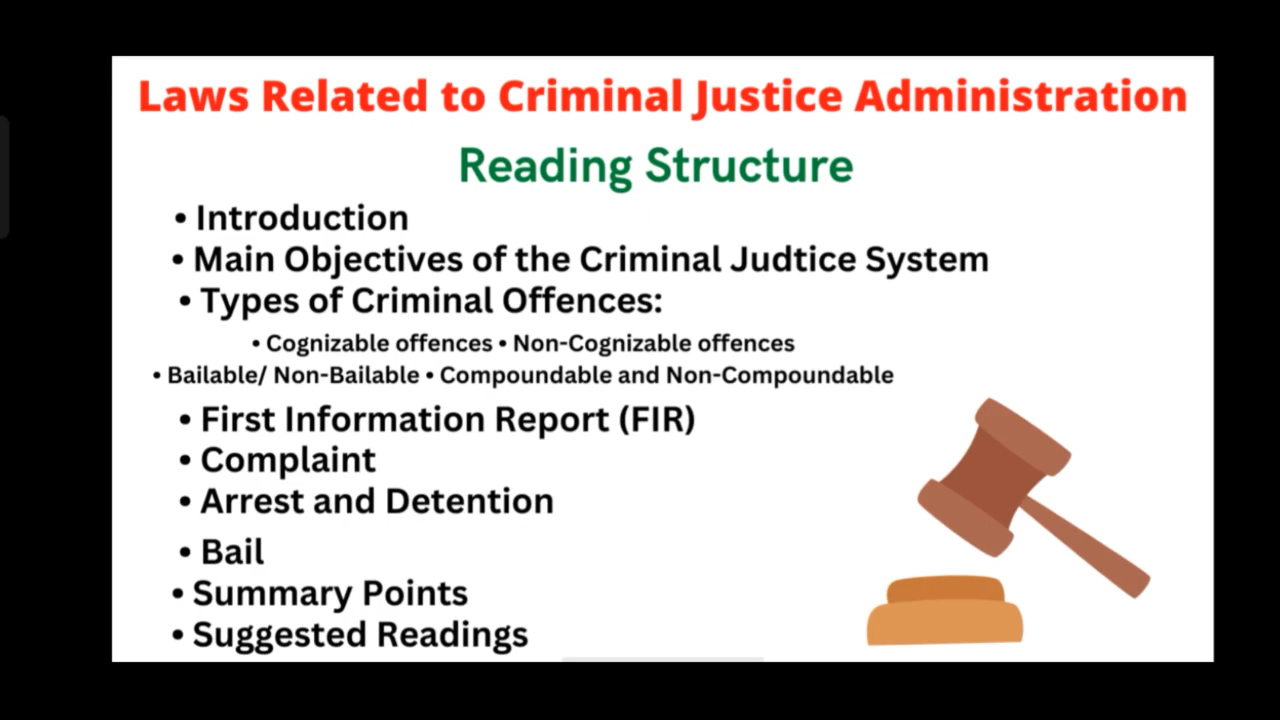 Laws Related to Criminal Justice Administration
Reading Structure
• Introduction
• Main Objectives of the Criminal Judtice System
• Types of Criminal Offences:
• Cognizable offences • Non-Cognizable offences
• Bailable/ Non-Bailable • Compoundable and Non-Compoundable
• First Information Report (FIR)
• Complaint
• Arrest and Detention
• Bail
• Summary Points
• Suggested Readings